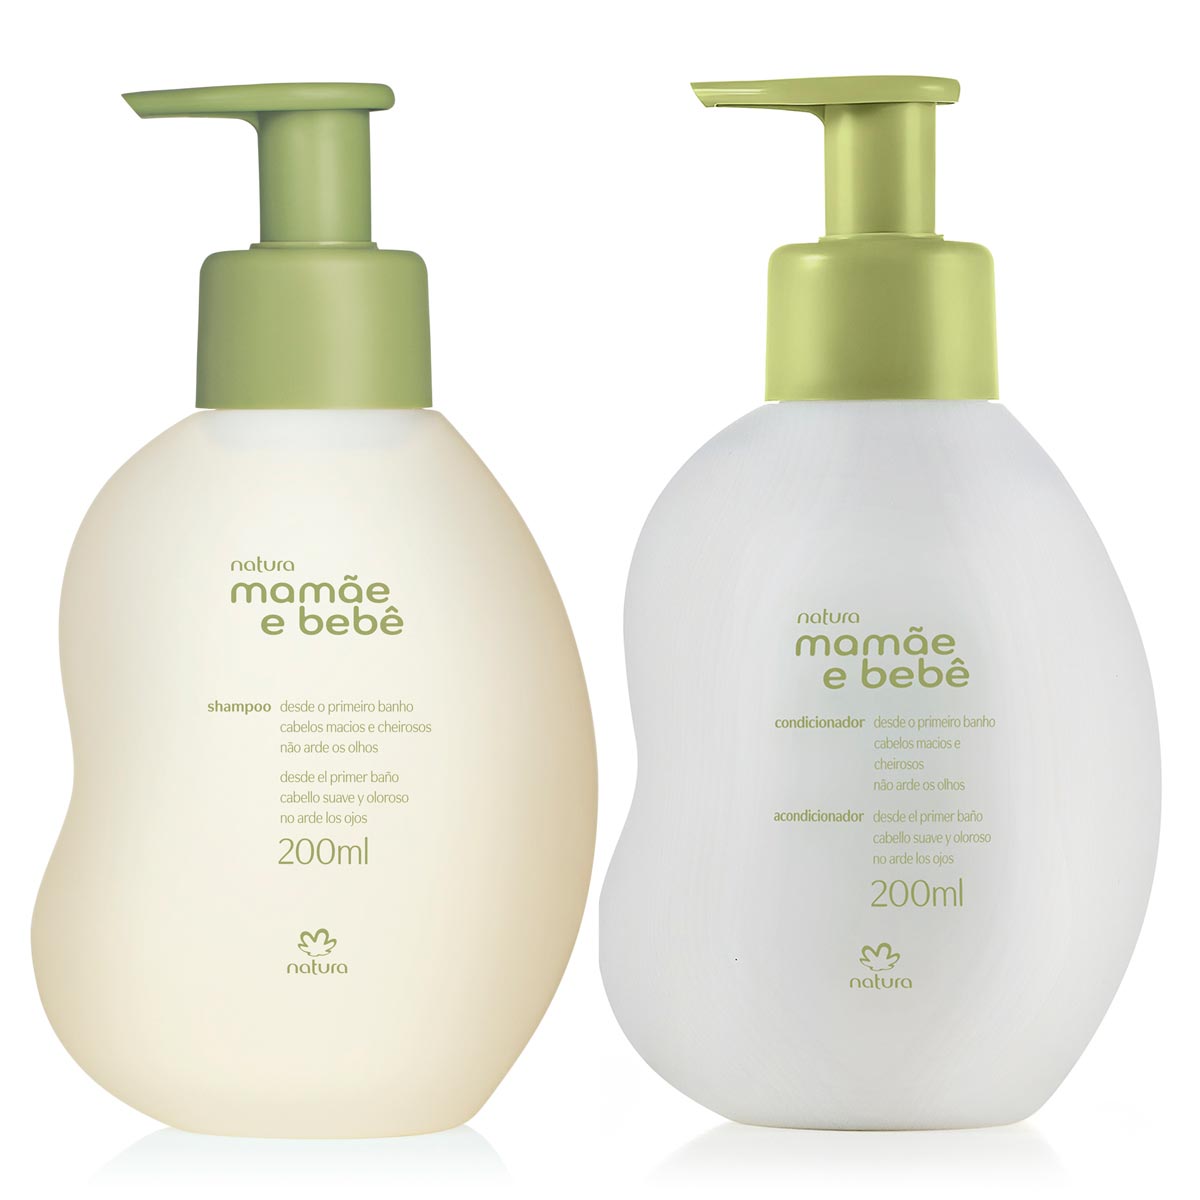 natura
mamãe
e bebê
shampoo desde o primeiro banho
cabelos macios e cheirosos
não arde os olhos
desde el primer baño
cabello suave y oloroso
no arde los ojos
200ml
natura
natura
mamãe
e bebê
condicionador desde o primeiro banho
cabelos macios e
cheirosos
não arde os olhos
acondicionador desde el primer baño
cabello suave y oloroso
no arde los ojos
200ml
natura